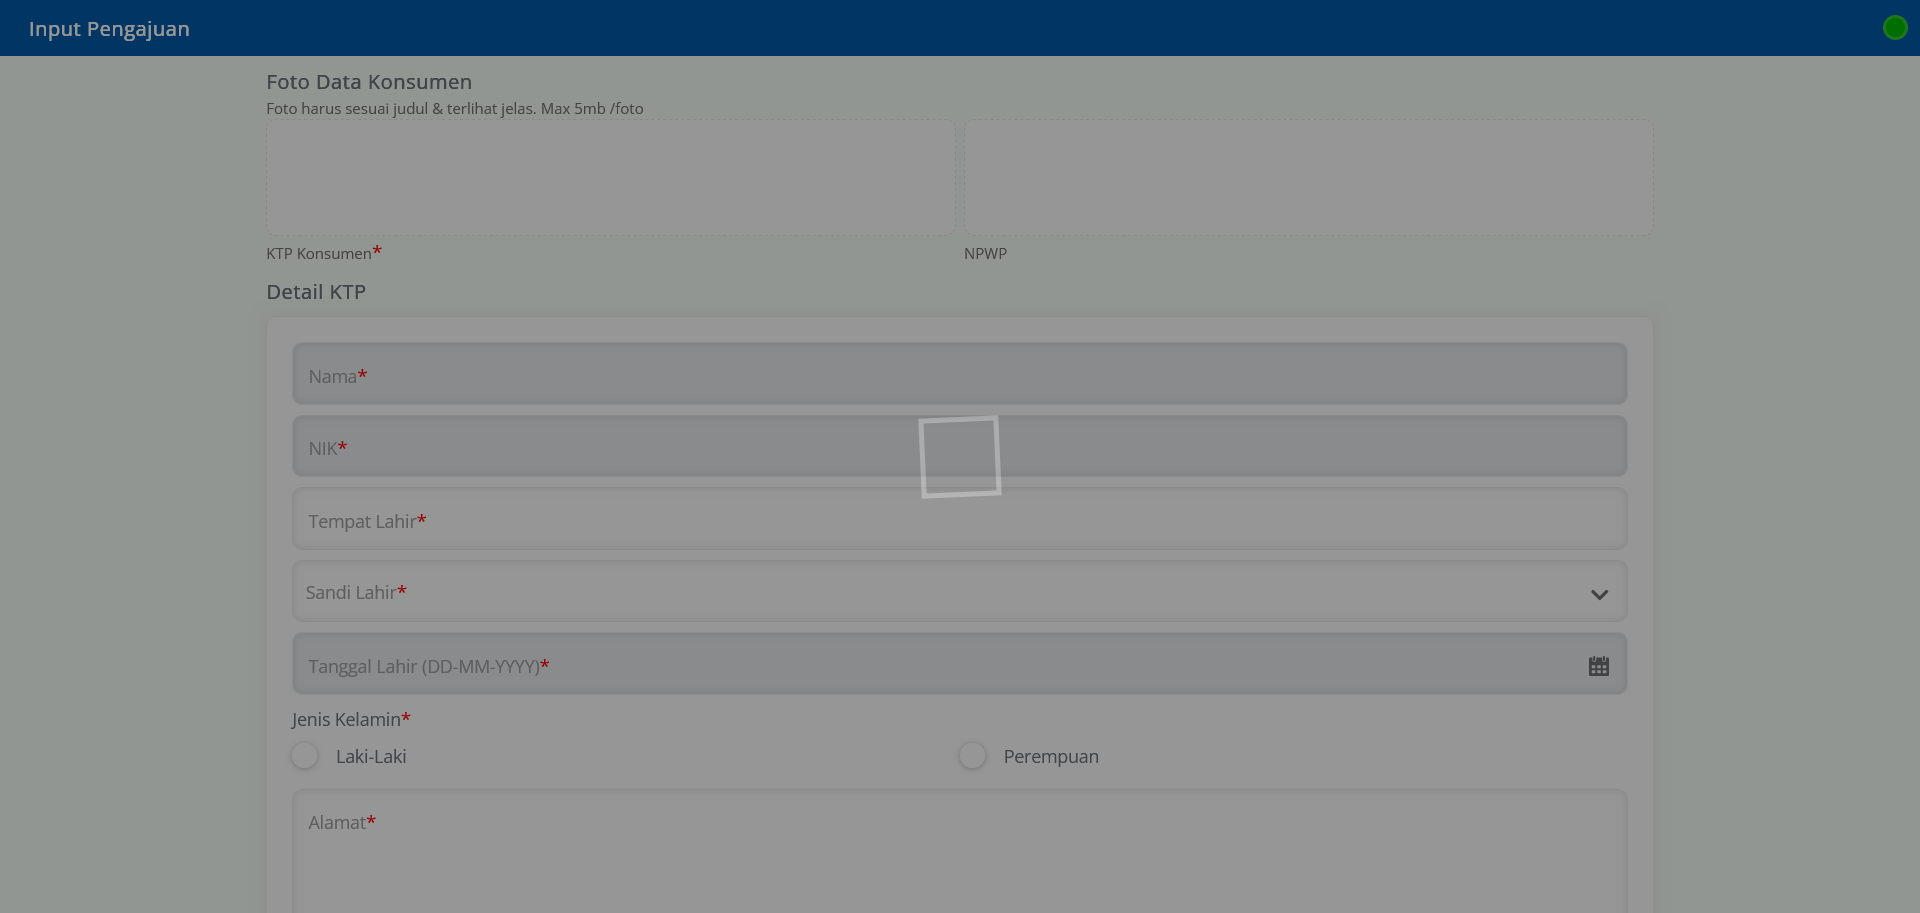 Input Pengajuan
Foto Data Konsumen
Foto harus sesuai judul & terlihat jelas. Max 5mb /foto
KTP Konsumen*
NPWP
Detail KTP
Nama*
NIK*
Tempat Lahir*
Sandi Lahir*
Tanggal Lahir (DD-MM-YYYY)*
Jenis Kelamin*
Laki-Laki
Perempuan
Alamat*